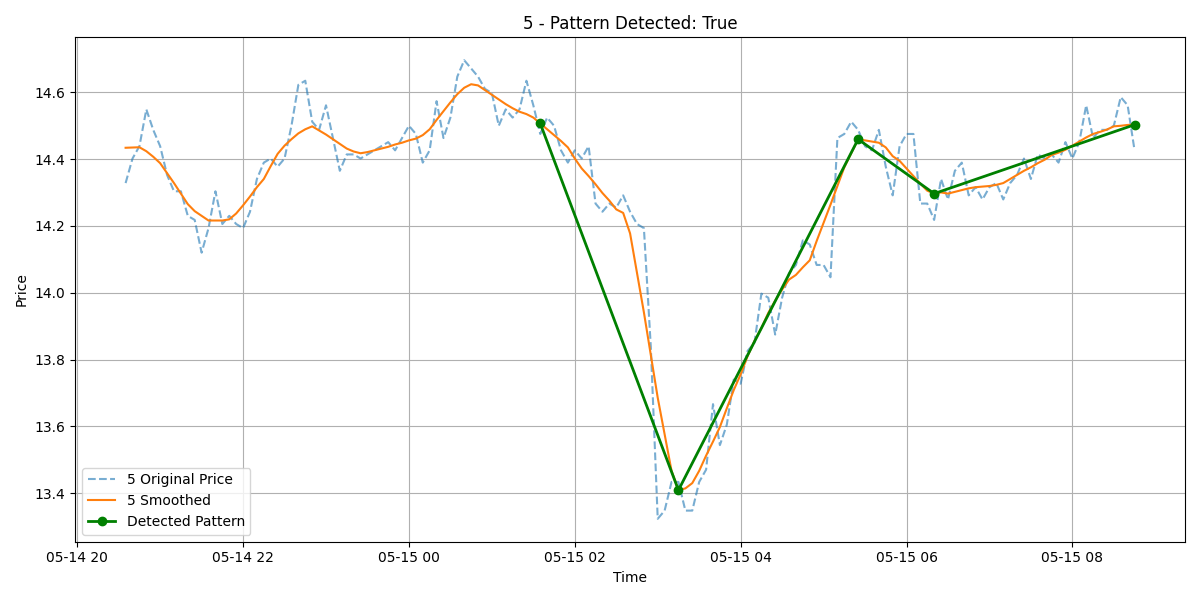 5 - Pattern Detected: True
Price
14.6
14.4
14.2
14.0
13.8
13.6
13.4
5 Original Price
5 Smoothed
Detected Pattern
05-14 20
05-14 22
05-15 00
05-15 02
05-15 04
05-15 06
05-15 08
Time